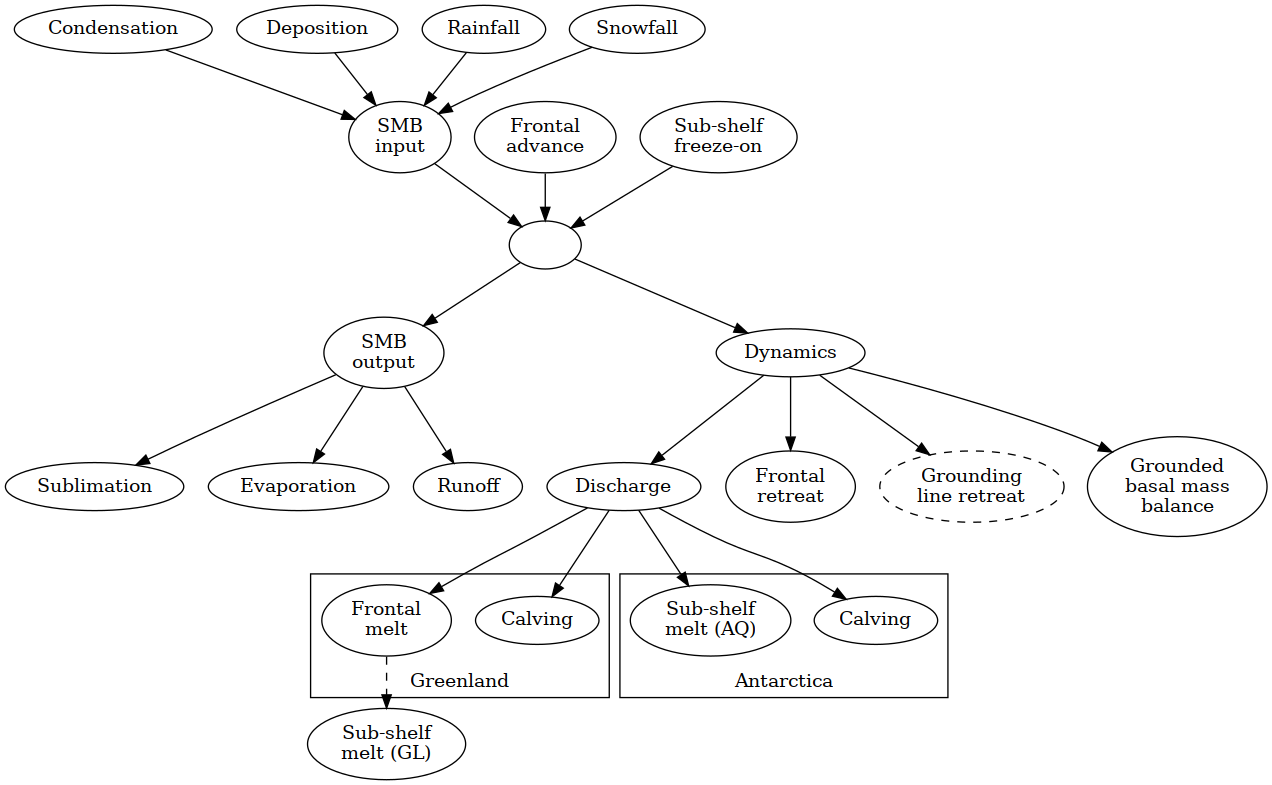 Condensation
Deposition
Rainfall
Snowfall
SMB
input
Frontal
advance
Sub-shelf
freeze-on
SMB
output
Dynamics
Sublimation
Evaporation
Runoff
Discharge
Frontal
retreat
Grounding
line retreat
Grounded
basal mass
balance
Frontal
melt
Calving
Greenland
Sub-shelf
melt (AQ)
Calving
Antarctica
Sub-shelf
melt (GL)